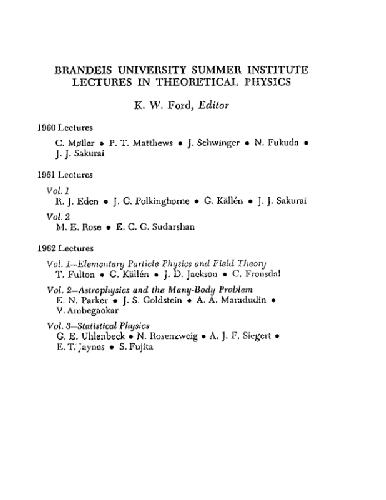 BRANDEIS UNIVERSITY SUMMER INSTITUTE
LECTURES IN THEORETICAL PHYSICS
K. W. Ford, Editor
1960 Lectures
C. Møller • P. T. Matthews • J. Schwinger • N. Fukuda •
J. J. Sakurai
1961 Lectures
Vol. 1
R. J. Eden • J. C. Polkinghorne • G. Källén • J. J. Sakurai
Vol. 2
M. E. Rose • E. C. G. Sudarshan
1962 Lectures
Vol. 1—Elementary Particle Physics and Field Theory
T. Fulton • G. Källén • J. D. Jackson • C. Fronsdal
Vol. 2—Astrophysics and the Many-Body Problem
E. N. Parker • J. S. Goldstein • A. A. Maradudin •
V. Ambegaokar
Vol. 3—Statistical Physics
G. E. Uhlenbeck • N. Rosenzweig • A. J. F. Siegert •
E. T. Jaynes • S. Fujita